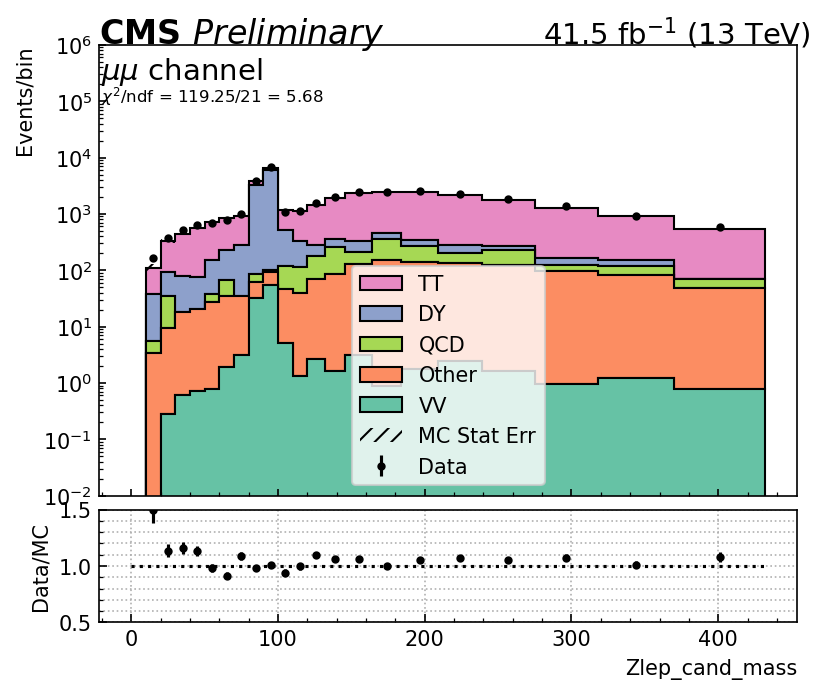 CMS Preliminary 41.5 fb⁻¹ (13 TeV)
μμ channel
χ²/ndf = 119.25/21 = 5.68
Events/bin
10⁶
10⁵
10⁴
10³
10²
10¹
10⁰
10⁻¹
10⁻²
TT
DY
QCD
Other
VV
MC Stat Err
Data
Data/MC
1.5
1.0
0.5
0 100 200 300 400
Zlep_cand_mass